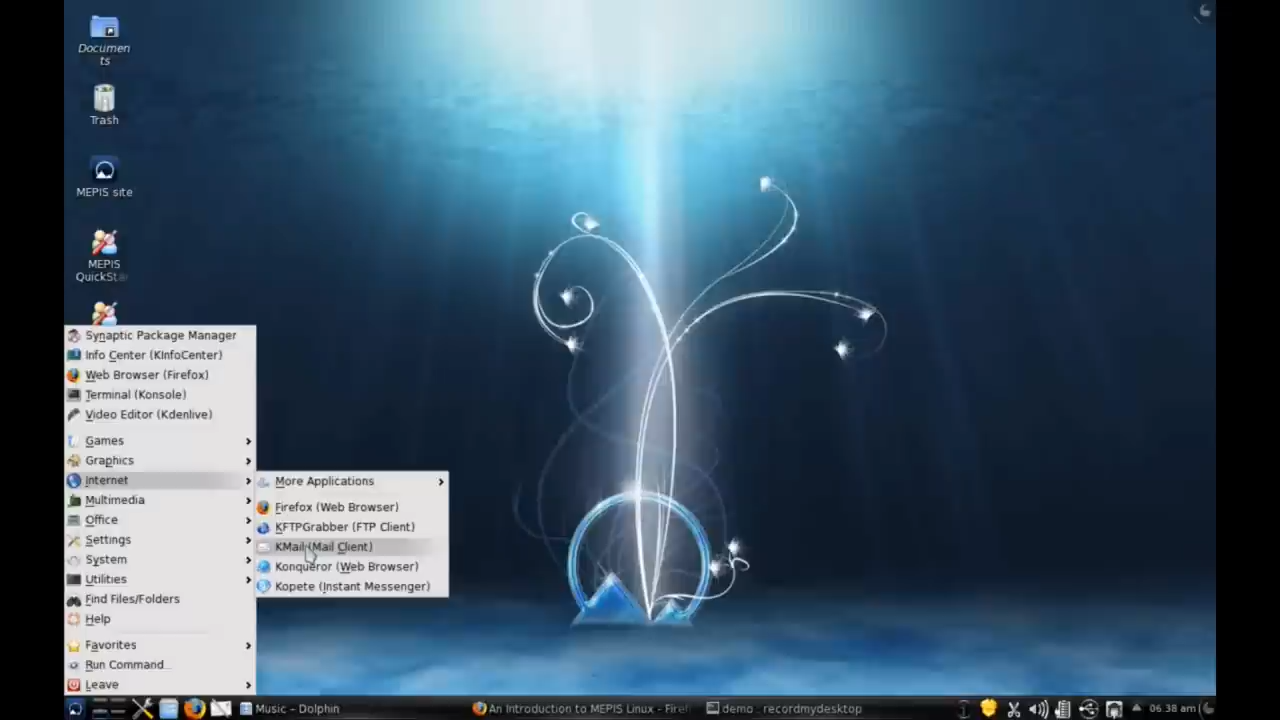 Documen
ts
Trash
MEPIS site
MEPIS
QuickSta
Synaptic Package Manager
Info Center (KInfoCenter)
Web Browser (Firefox)
Terminal (Konsole)
Video Editor (Kdenlive)
Games
Graphics
Internet
Multimedia
Office
Settings
System
Utilities
Find Files/Folders
Help
Favorites
Run Command...
Leave
More Applications
Firefox (Web Browser)
KFTPGrabber (FTP Client)
KMail (Mail Client)
Konqueror (Web Browser)
Kopete (Instant Messenger)
Music – Dolphin
An Introduction to MEPIS Linux - Firef
demo : recordmydesktop
06:38 am